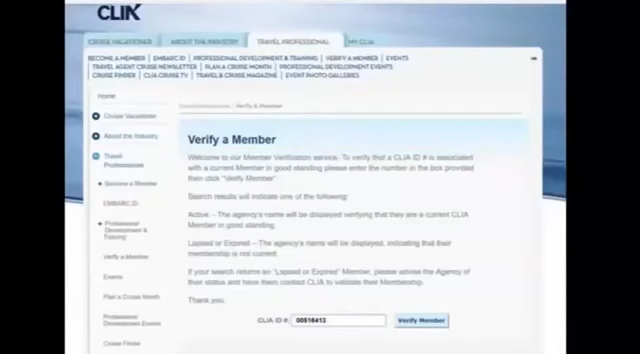 CLIA
CRUISE VACATIONER ABOUT THE INDUSTRY TRAVEL PROFESSIONAL MY CLIA
BECOME A MEMBER | EMBARC ID | PROFESSIONAL DEVELOPMENT & TRAINING | VERIFY A MEMBER | EVENTS
TRAVEL AGENT CRUISE NEWSLETTER | PLAN A CRUISE MONTH | PROFESSIONAL DEVELOPMENT EVENTS
CRUISE FINDER | CLIA CRUISE TV | TRAVEL & CRUISE MAGAZINE | EVENT PHOTO GALLERIES
Home
Cruise Vacationer
About the Industry
Travel
Professional
Become a Member
EMBARC ID
Professional
Development &
Training
Verify a Member
Events
Plan a Cruise Month
Professional
Development Events
Cruise Finder
Verify a Member
Verify a Member
Welcome to our Member Verification service. To verify that a CLIA ID # is associated
with a current Member in good standing please enter the number in the box provided
then click "Verify Member".
Search results will indicate one of the following:
Active -- The agency's name will be displayed verifying that they are a current CLIA
Member in good standing.
Lapsed or Expired -- The agency's name will be displayed, indicating that their
membership is not current.
If your search returns an "Lapsed or Expired" Member, please advise the Agency of
their status and have them contact CLIA to validate their Membership.
Thank you.
CLIA ID #: 00516413 Verify Member